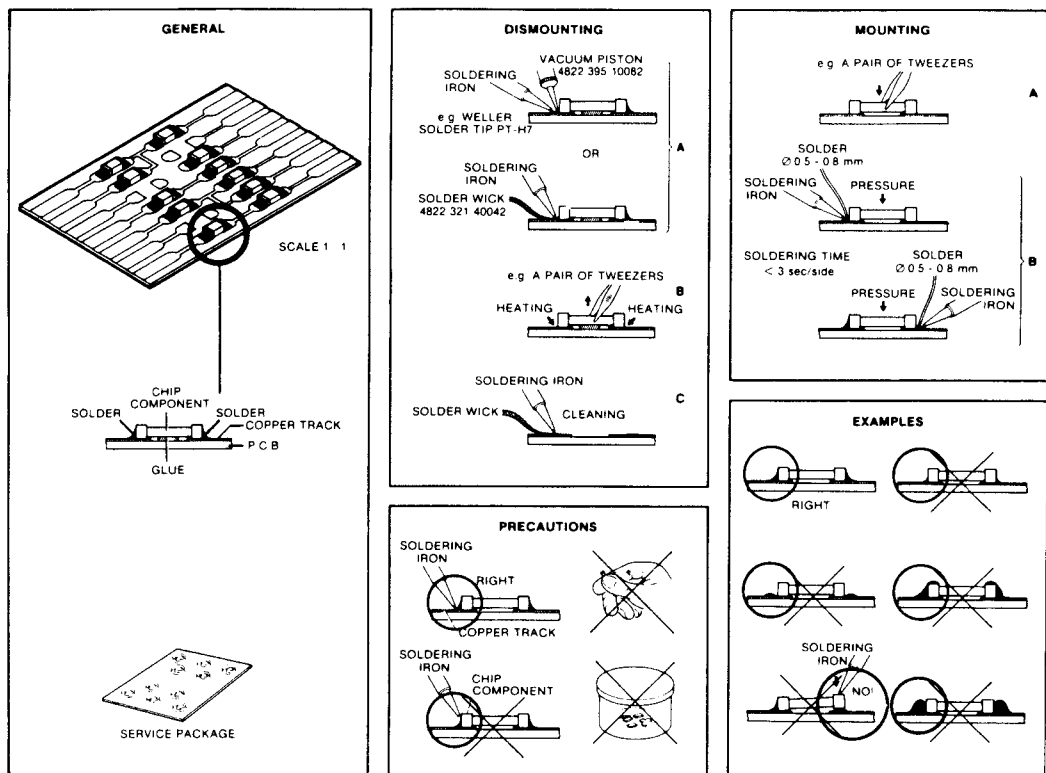 GENERAL
SCALE 1 1
CHIP
COMPONENT
SOLDER
SOLDER
COPPER TRACK
P C B
GLUE
SERVICE PACKAGE
DISMOUNTING
VACUUM PISTON
4822 395 10082
SOLDERING
IRON
e.g WELLER
SOLDER TIP PT-H7
A
OR
SOLDERING
IRON
SOLDER WICK
4822 321 40042
e.g A PAIR OF TWEEZERS
B
HEATING
HEATING
SOLDERING IRON
C
SOLDER WICK
CLEANING
PRECAUTIONS
SOLDERING
IRON
RIGHT
COPPER TRACK
SOLDERING
IRON
CHIP
COMPONENT
MOUNTING
e g A PAIR OF TWEEZERS
A
SOLDER
Ø 0 5 - 0 8 mm
SOLDERING
IRON
PRESSURE
SOLDERING TIME
< 3 sec/side
SOLDER
Ø 0 5 - 0 8 mm
B
PRESSURE
SOLDERING
IRON
EXAMPLES
RIGHT
SOLDERING
IRON
NO!